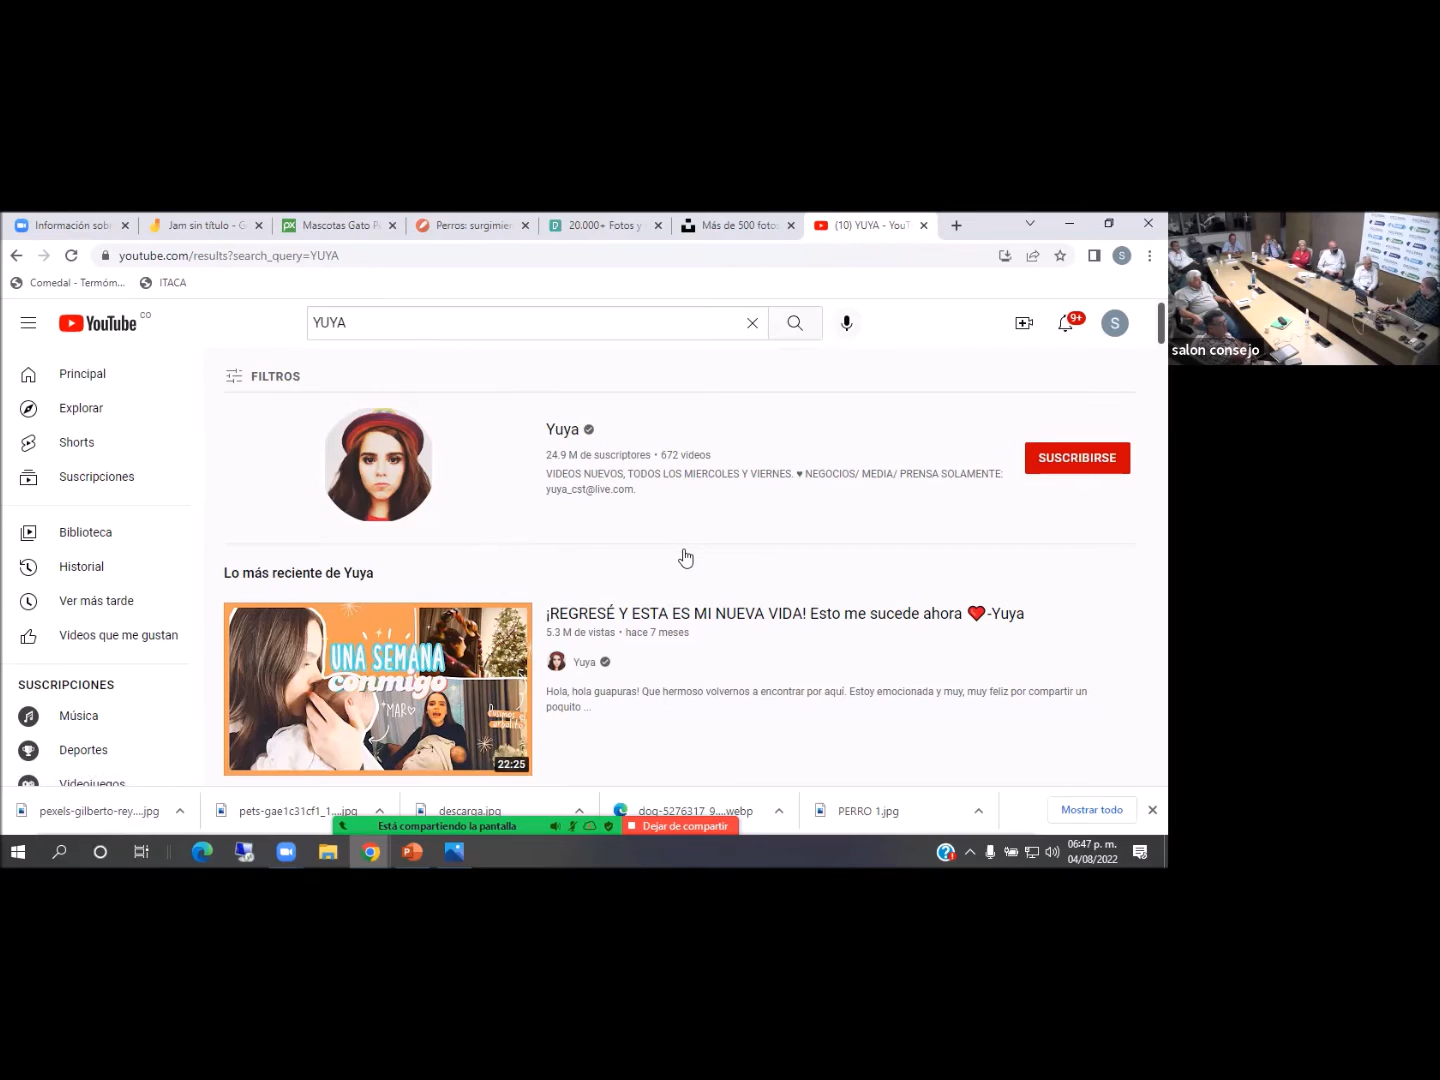 Información sob
Jam sin título - G
Mascotas Gato P
Perros: surgimie
20.000+ Fotos y
Más de 500 foto
(10) YUYA - YouT
youtube.com/results?search_query=YUYA
S
Comedal - Termóm...
ITACA
YouTube CO
YUYA
9+
S
FILTROS
Principal
Explorar
Shorts
Suscripciones
Biblioteca
Historial
Ver más tarde
Videos que me gustan
SUSCRIPCIONES
Música
Deportes
Videojuegos
Yuya
24.9 M de suscriptores • 672 videos
VIDEOS NUEVOS, TODOS LOS MIERCOLES Y VIERNES. ♥ NEGOCIOS/ MEDIA/ PRENSA SOLAMENTE:
yuya_cst@live.com.
SUSCRIBIRSE
Lo más reciente de Yuya
UNA SEMANA
conmigo
MAR
22:25
¡REGRESÉ Y ESTA ES MI NUEVA VIDA! Esto me sucede ahora ❤️-Yuya
5.3 M de vistas • hace 7 meses
Yuya
Hola, hola guapuras! Que hermoso volvernos a encontrar por aquí. Estoy emocionada y muy, muy feliz por compartir un
poquito ...
pexels-gilberto-rey....jpg
pets-gae1c31cf1_1....jpg
descarga.jpg
dog-5276317_9....webp
PERRO 1.jpg
Mostrar todo
Está compartiendo la pantalla
Dejar de compartir
06:47 p. m.
04/08/2022
salon consejo